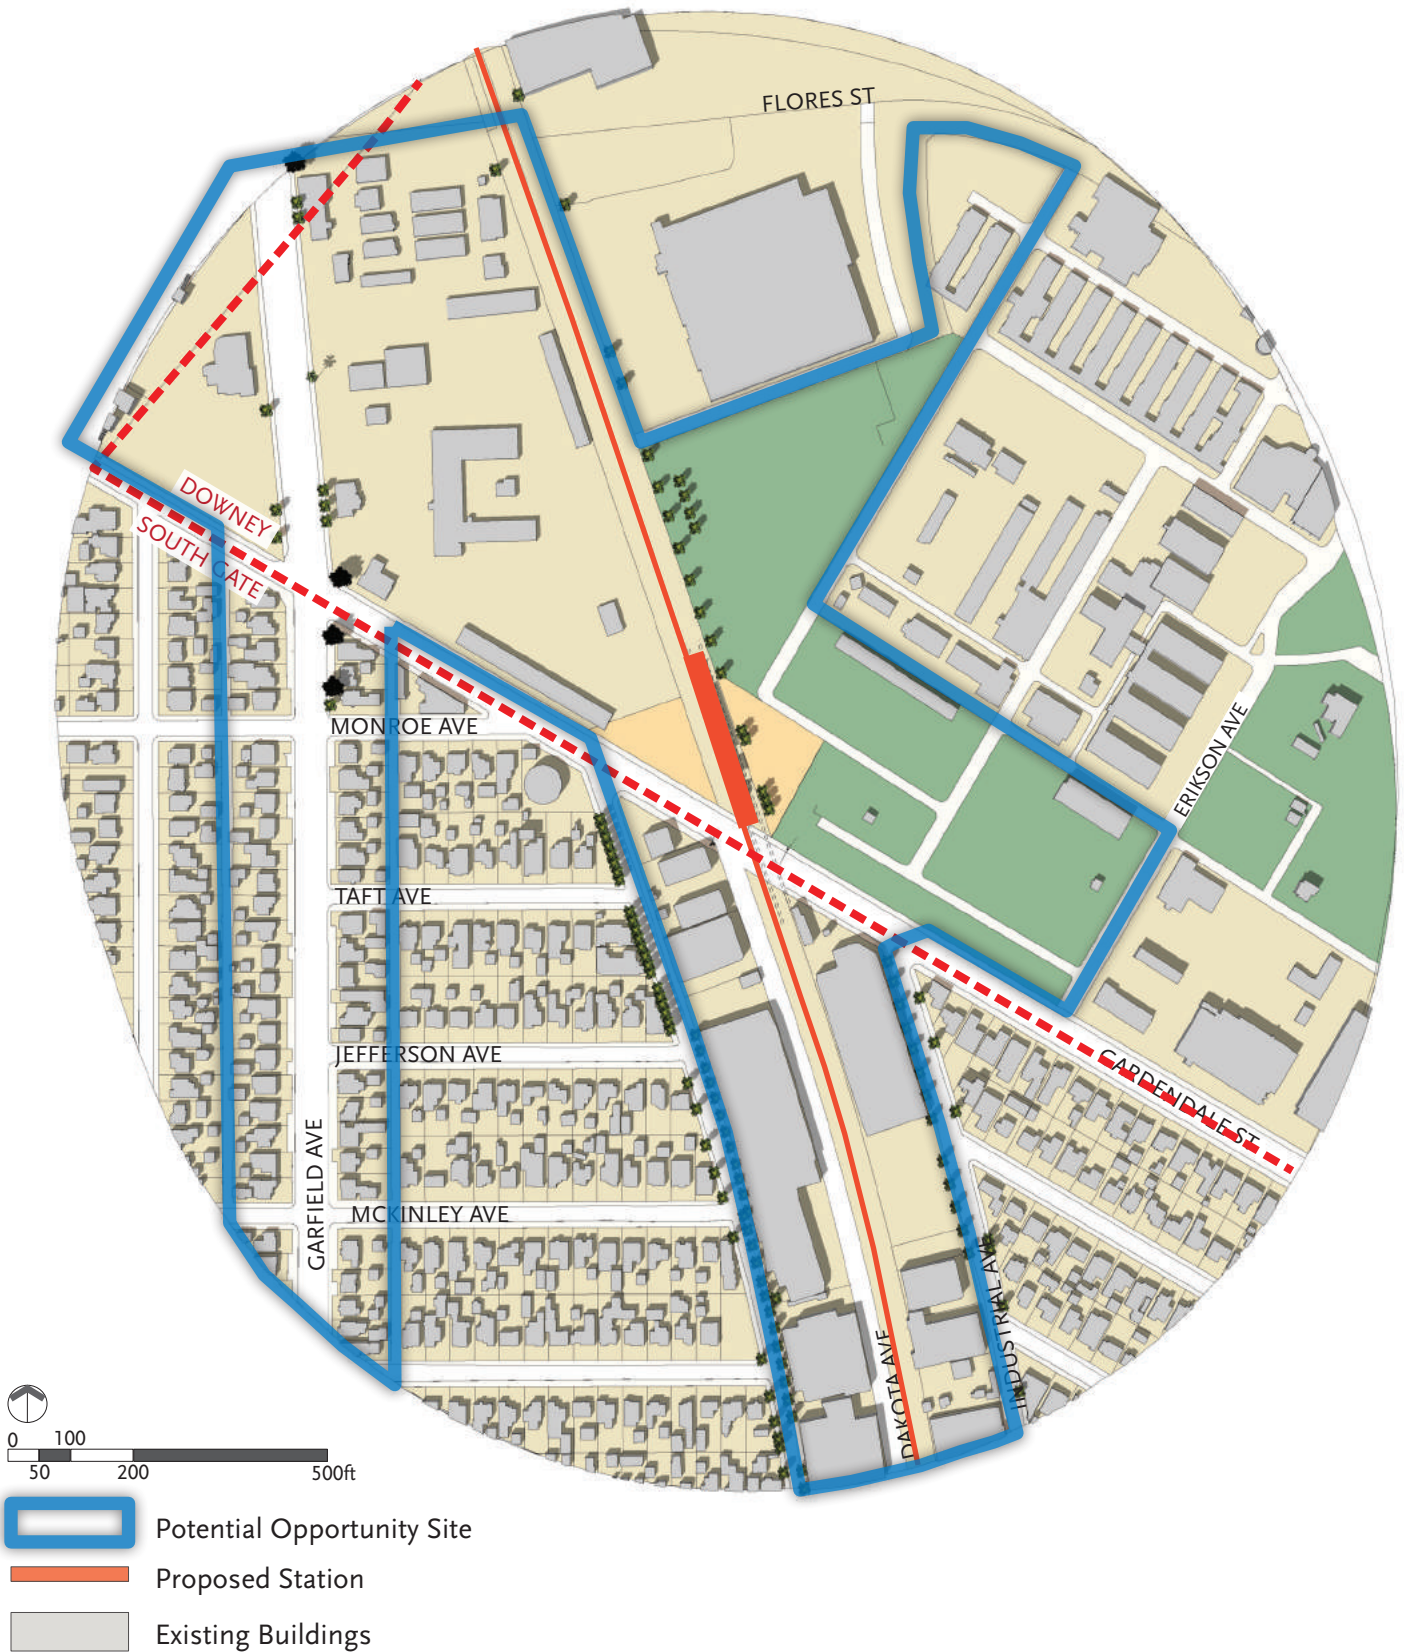 FLORES ST
DOWNEY
SOUTH GATE
MONROE AVE
ERIKSON AVE
TAFT AVE
JEFFERSON AVE
GARDENDALE ST
GARFIELD AVE
MCKINLEY AVE
INDUSTRIAL AVE
DAKOTA AVE
0 100
50 200 500ft
Potential Opportunity Site
Proposed Station
Existing Buildings